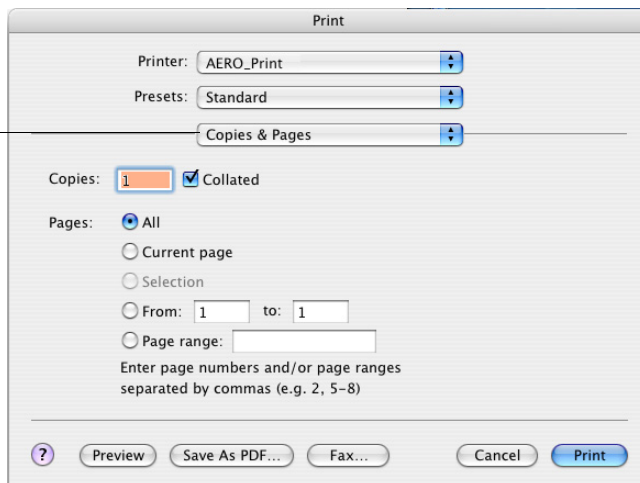 Print
Printer: AERO_Print
Presets: Standard
Copies & Pages
Copies: 1 Collated
Pages: All
Current page
Selection
From: 1 to: 1
Page range:
Enter page numbers and/or page ranges
separated by commas (e.g. 2, 5-8)
? Preview Save As PDF... Fax... Cancel Print